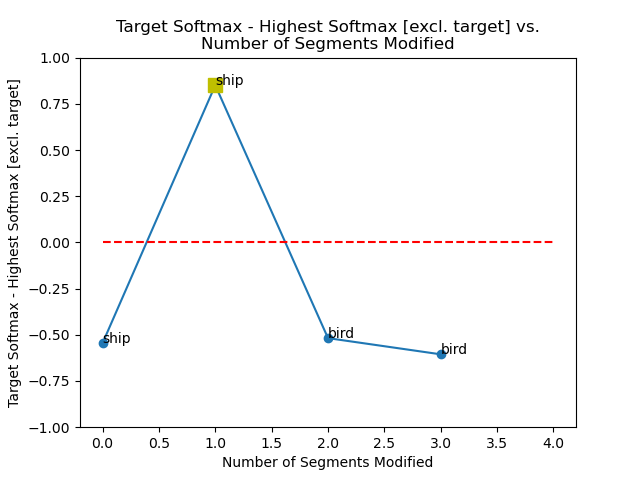 Target Softmax - Highest Softmax [excl. target] vs.
Number of Segments Modified
Target Softmax - Highest Softmax [excl. target]
1.00
0.75
0.50
0.25
0.00
−0.25
−0.50
−0.75
−1.00
ship
ship
bird
bird
0.0 0.5 1.0 1.5 2.0 2.5 3.0 3.5 4.0
Number of Segments Modified